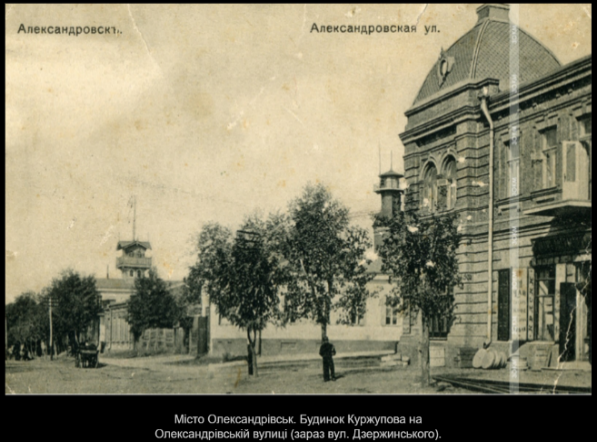 Александровскъ.
Александровская ул.
Місто Олександрівськ. Будинок Куржупова на
Олександрівській вулиці (зараз вул. Дзержинського).